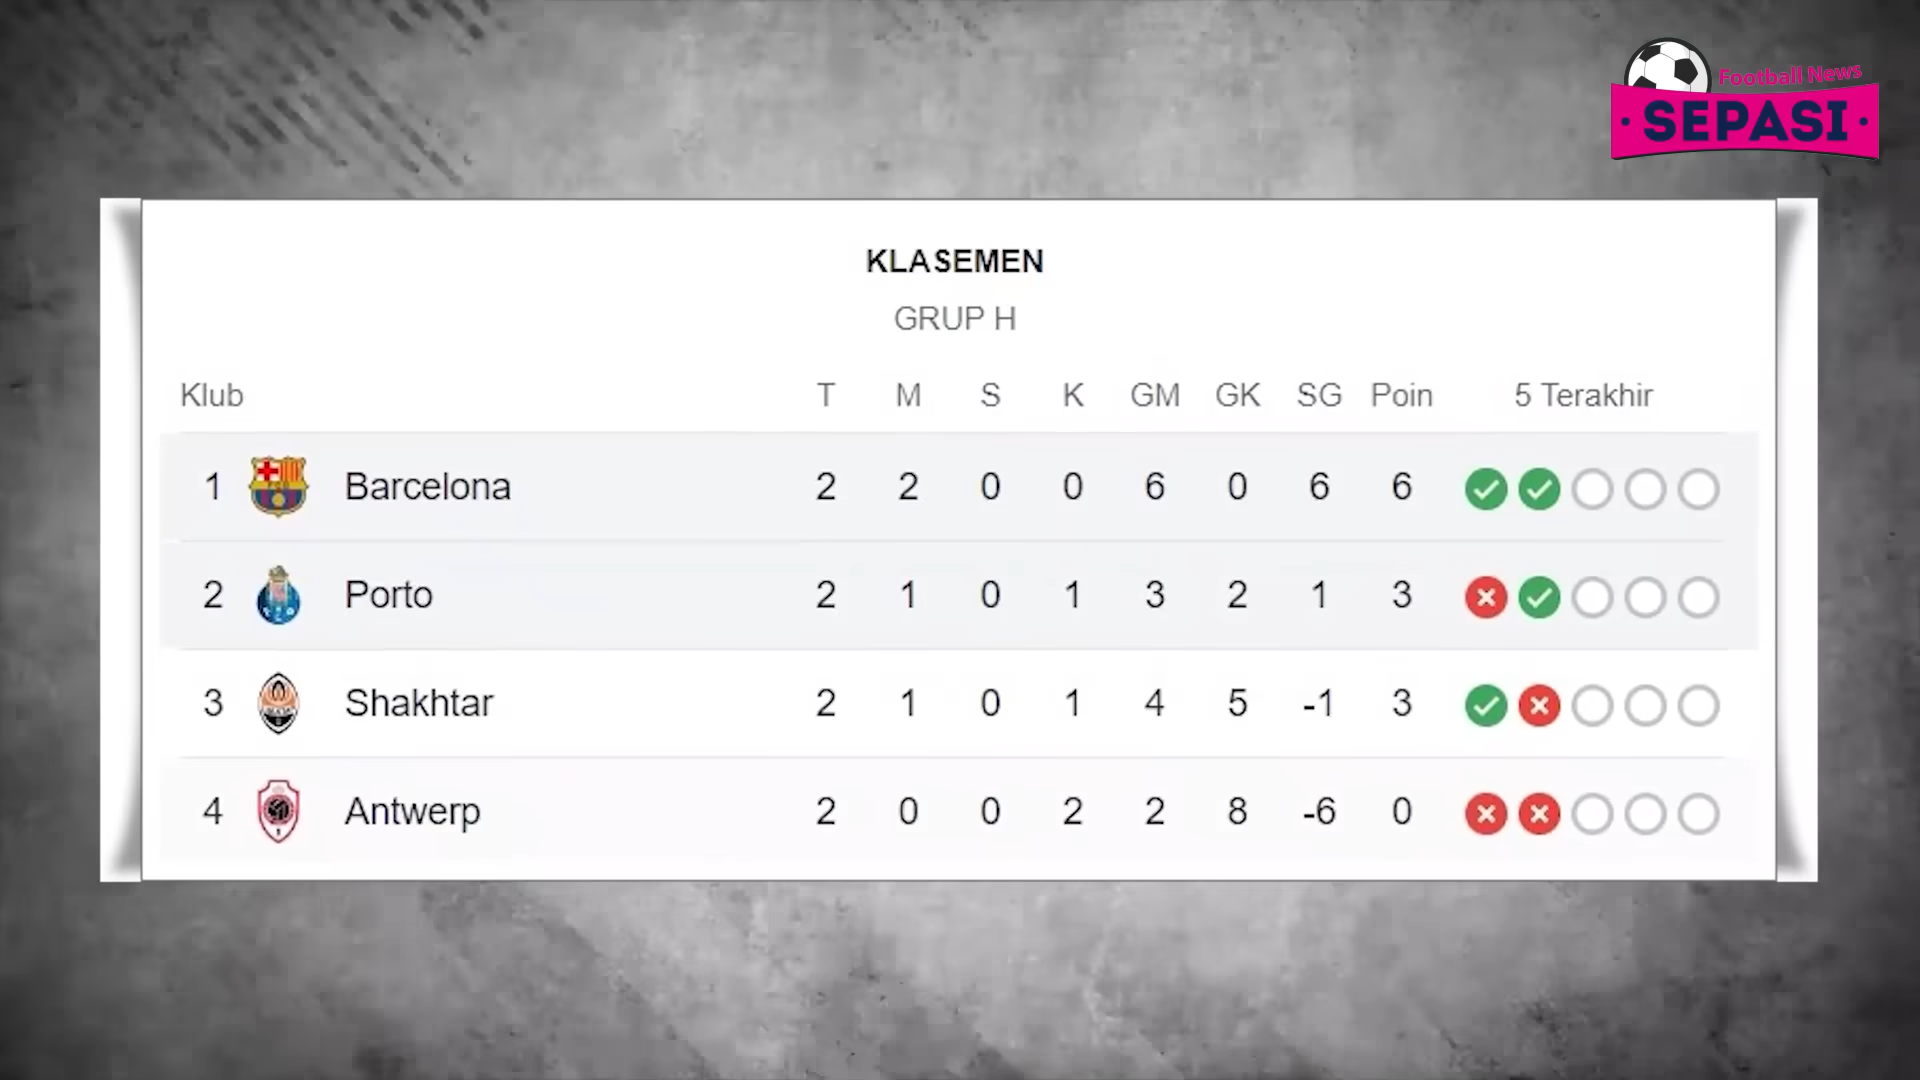 Football News
· SEPASI ·
KLASEMEN
GRUP H
Klub T M S K GM GK SG Poin 5 Terakhir
1 Barcelona 2 2 0 0 6 0 6 6
2 Porto 2 1 0 1 3 2 1 3
3 Shakhtar 2 1 0 1 4 5 -1 3
4 Antwerp 2 0 0 2 2 8 -6 0